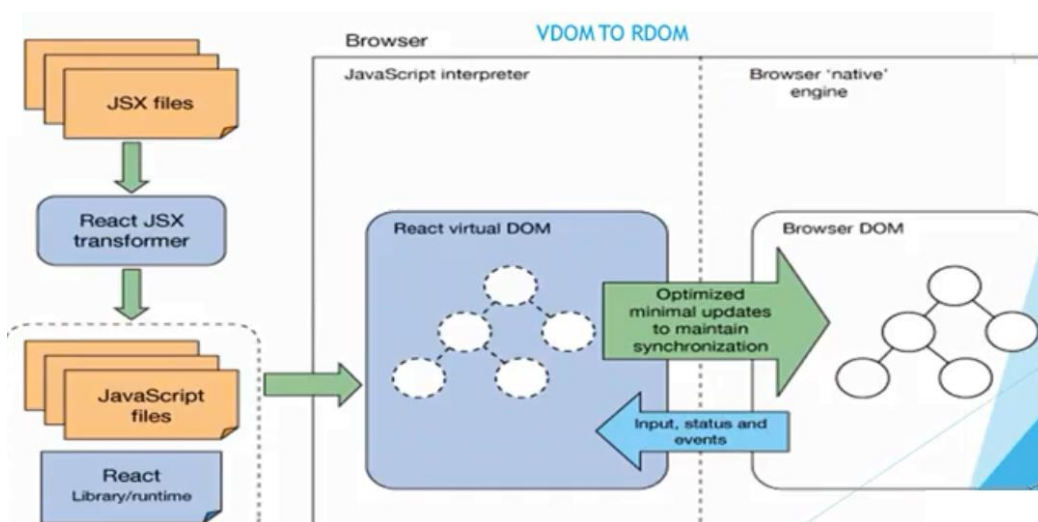 VDOM TO RDOM
Browser
JavaScript interpreter
Browser 'native'
engine
JSX files
React JSX
transformer
JavaScript
files
React
Library/runtime
React virtual DOM
Optimized
minimal updates
to maintain
synchronization
Input, status and
events
Browser DOM